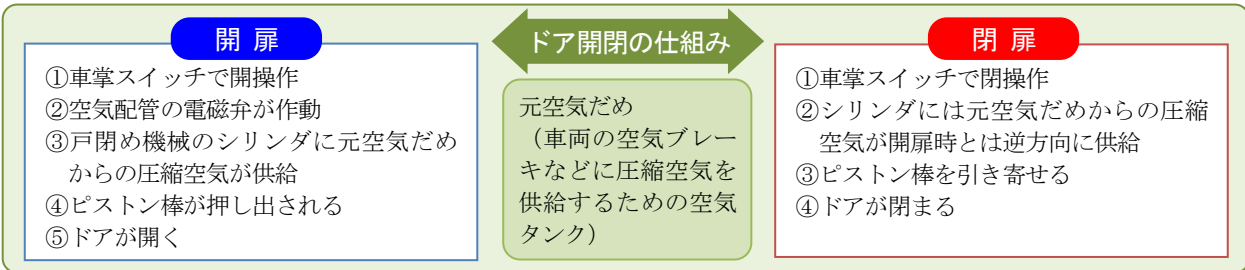 開 扉
①車掌スイッチで開操作
②空気配管の電磁弁が作動
③戸閉め機械のシリンダに元空気だめ
からの圧縮空気が供給
④ピストン棒が押し出される
⑤ドアが開く
ドア開閉の仕組み
元空気だめ
（車両の空気ブレー
キなどに圧縮空気を
供給するための空気
タンク）
閉 扉
①車掌スイッチで閉操作
②シリンダには元空気だめからの圧縮
空気が開扉時とは逆方向に供給
③ピストン棒を引き寄せる
④ドアが閉まる